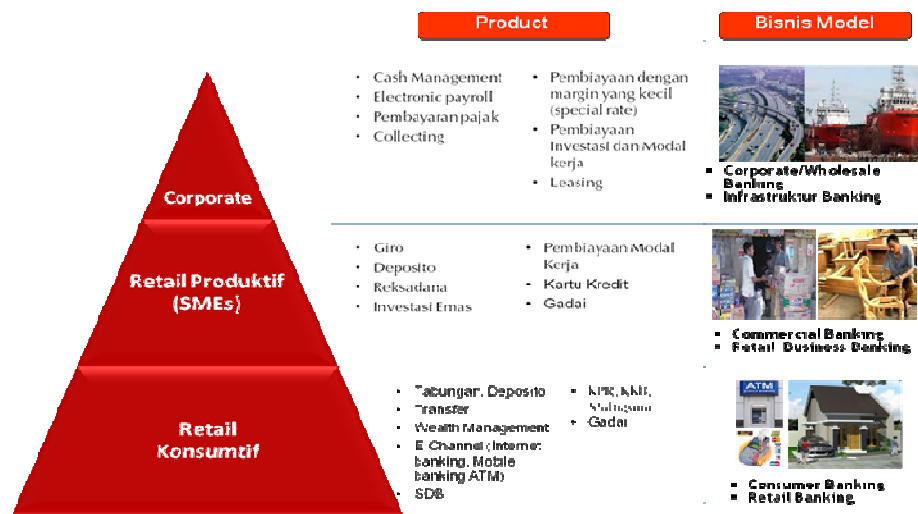 Product
Bisnis Model
Corporate
• Cash Management
• Electronic payroll
• Pembayaran pajak
• Collecting
• Pembiayaan dengan
margin yang kecil
(special rate)
• Pembiayaan
Investasi dan Modal
kerja
• Leasing
▪ Corporate/Wholesale
Banking
▪ Infrastruktur Banking
Retail Produktif
(SMEs)
• Giro
• Deposito
• Reksadana
• Investasi Emas
• Pembiayaan Modal
Kerja
• Kartu Kredit
• Gadai
▪ Commercial Banking
▪ Retail Business Banking
Retail
Konsumtif
• Tabungan, Deposito
• Transfer
• Wealth Management
• E Channel (Internet
banking, Mobile
banking ATM)
• SDB
• KPR, KKB,
• Gadai
ATM
▪ Consumer Banking
▪ Retail Banking